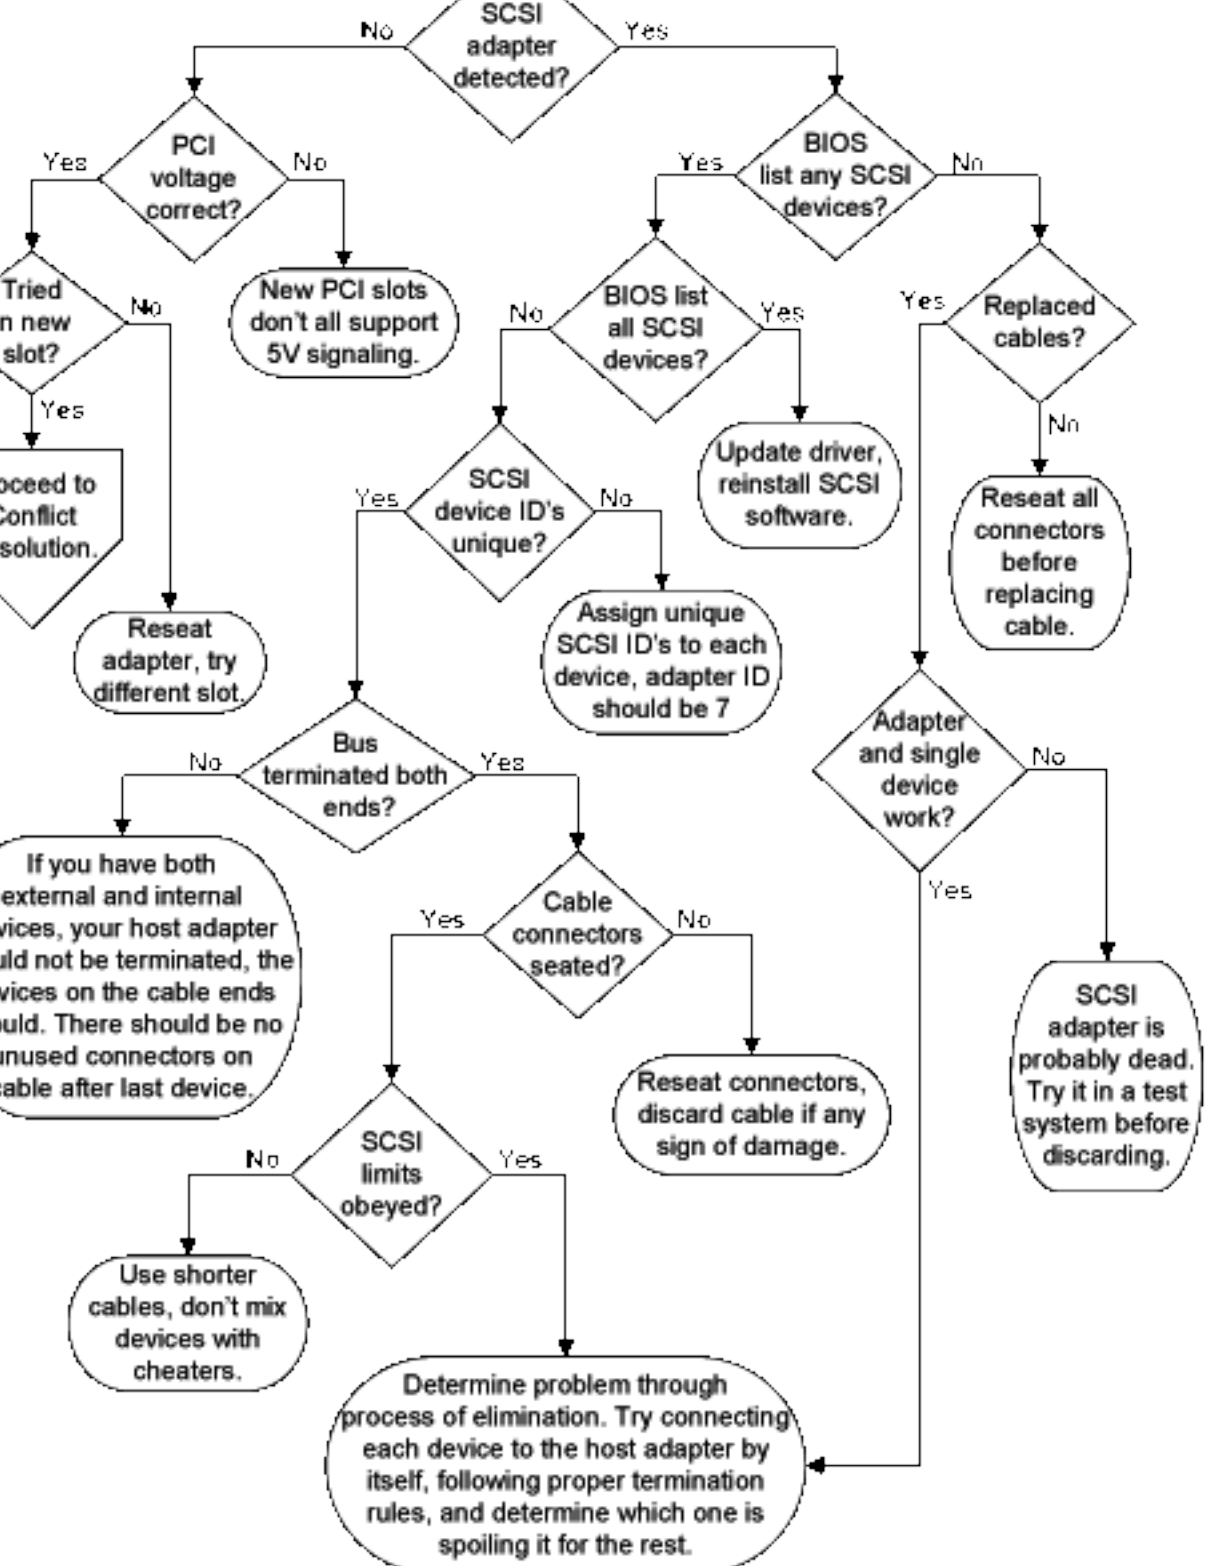 SCSI
adapter
detected?
No
Yes
PCI
voltage
correct?
Yes
No
BIOS
list any SCSI
devices?
Yes
No
Tried
new
slot?
No
Yes
New PCI slots
don't all support
5V signaling.
BIOS list
all SCSI
devices?
No
Yes
Replaced
cables?
Yes
No
to
Reseat
adapter, try
different slot.
SCSI
device ID's
unique?
Yes
No
Update driver,
reinstall SCSI
software.
Reseat all
connectors
before
replacing
cable.
Assign unique
SCSI ID's to each
device, adapter ID
should be 7
Bus
terminated both
ends?
No
Yes
Adapter
and single
device
work?
No
Yes
If you have both
external and internal
your host adapter
not be terminated, the
on the cable ends
There should be no
connectors on
after last device.
Cable
connectors
seated?
Yes
No
SCSI
adapter is
probably dead.
Try it in a test
system before
discarding.
Reseat connectors,
discard cable if any
sign of damage.
SCSI
limits
obeyed?
No
Yes
Use shorter
cables, don't mix
devices with
cheaters.
Determine problem through
process of elimination. Try connecting
each device to the host adapter by
itself, following proper termination
rules, and determine which one is
spoiling it for the rest.